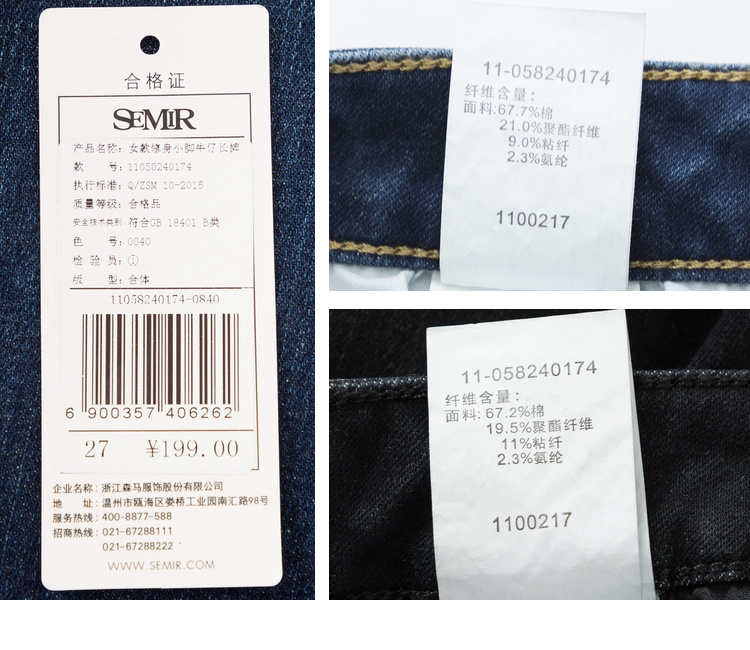 合格证
SEMIR
产品名称：女款修身小脚牛仔长裤
款 号：11058240174
执行标准：Q/ZSM 10-2015
质量等级：合格品
安全技术类别：符合GB 18401 B类
色 号：0840
检 验 员：①
版 型：合体
11058240174-0840
6 900357 406262
27 ¥199.00
企业名称：浙江森马服饰股份有限公司
地 址：温州市瓯海区娄桥工业园南汇路98号
服务热线：400-8877-588
招商热线：021-67288111
021-67288222
WWW.SEMIR.COM
11-058240174
纤维含量：
面料:67.7%棉
21.0%聚酯纤维
9.0%粘纤
2.3%氨纶
1100217
11-058240174
纤维含量：
面料:67.2%棉
19.5%聚酯纤维
11%粘纤
2.3%氨纶
1100217